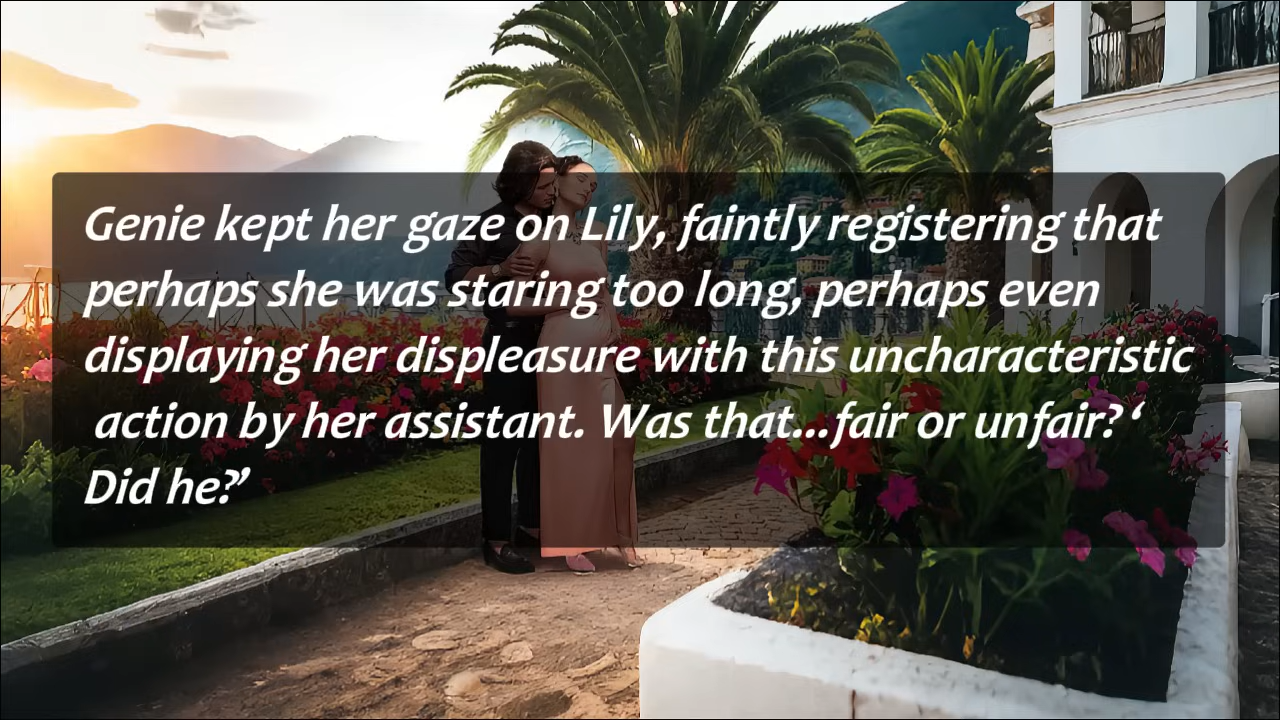 Genie kept her gaze on Lily, faintly registering that
perhaps she was staring too long, perhaps even
displaying her displeasure with this uncharacteristic
action by her assistant. Was that...fair or unfair? ‘
Did he?’